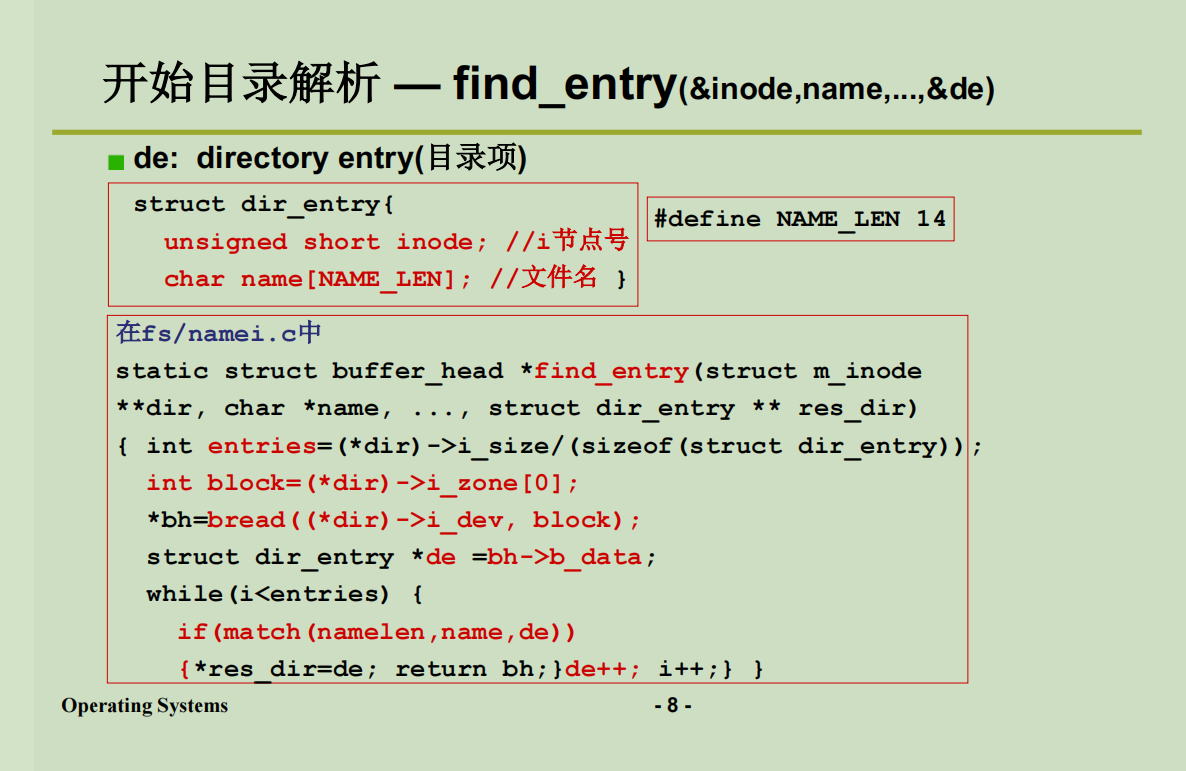 开始目录解析 — find_entry(&inode,name,...,&de)
de: directory entry(目录项)
struct dir_entry{
unsigned short inode; //i节点号
char name[NAME_LEN]; //文件名 }
#define NAME_LEN 14
在fs/namei.c中
static struct buffer_head *find_entry(struct m_inode
**dir, char *name, ..., struct dir_entry ** res_dir)
{ int entries=(*dir)->i_size/(sizeof(struct dir_entry));
int block=(*dir)->i_zone[0];
*bh=bread((*dir)->i_dev, block);
struct dir_entry *de =bh->b_data;
while(i<entries) {
if(match(namelen,name,de))
{*res_dir=de; return bh;}de++; i++;} }
Operating Systems
- 8 -